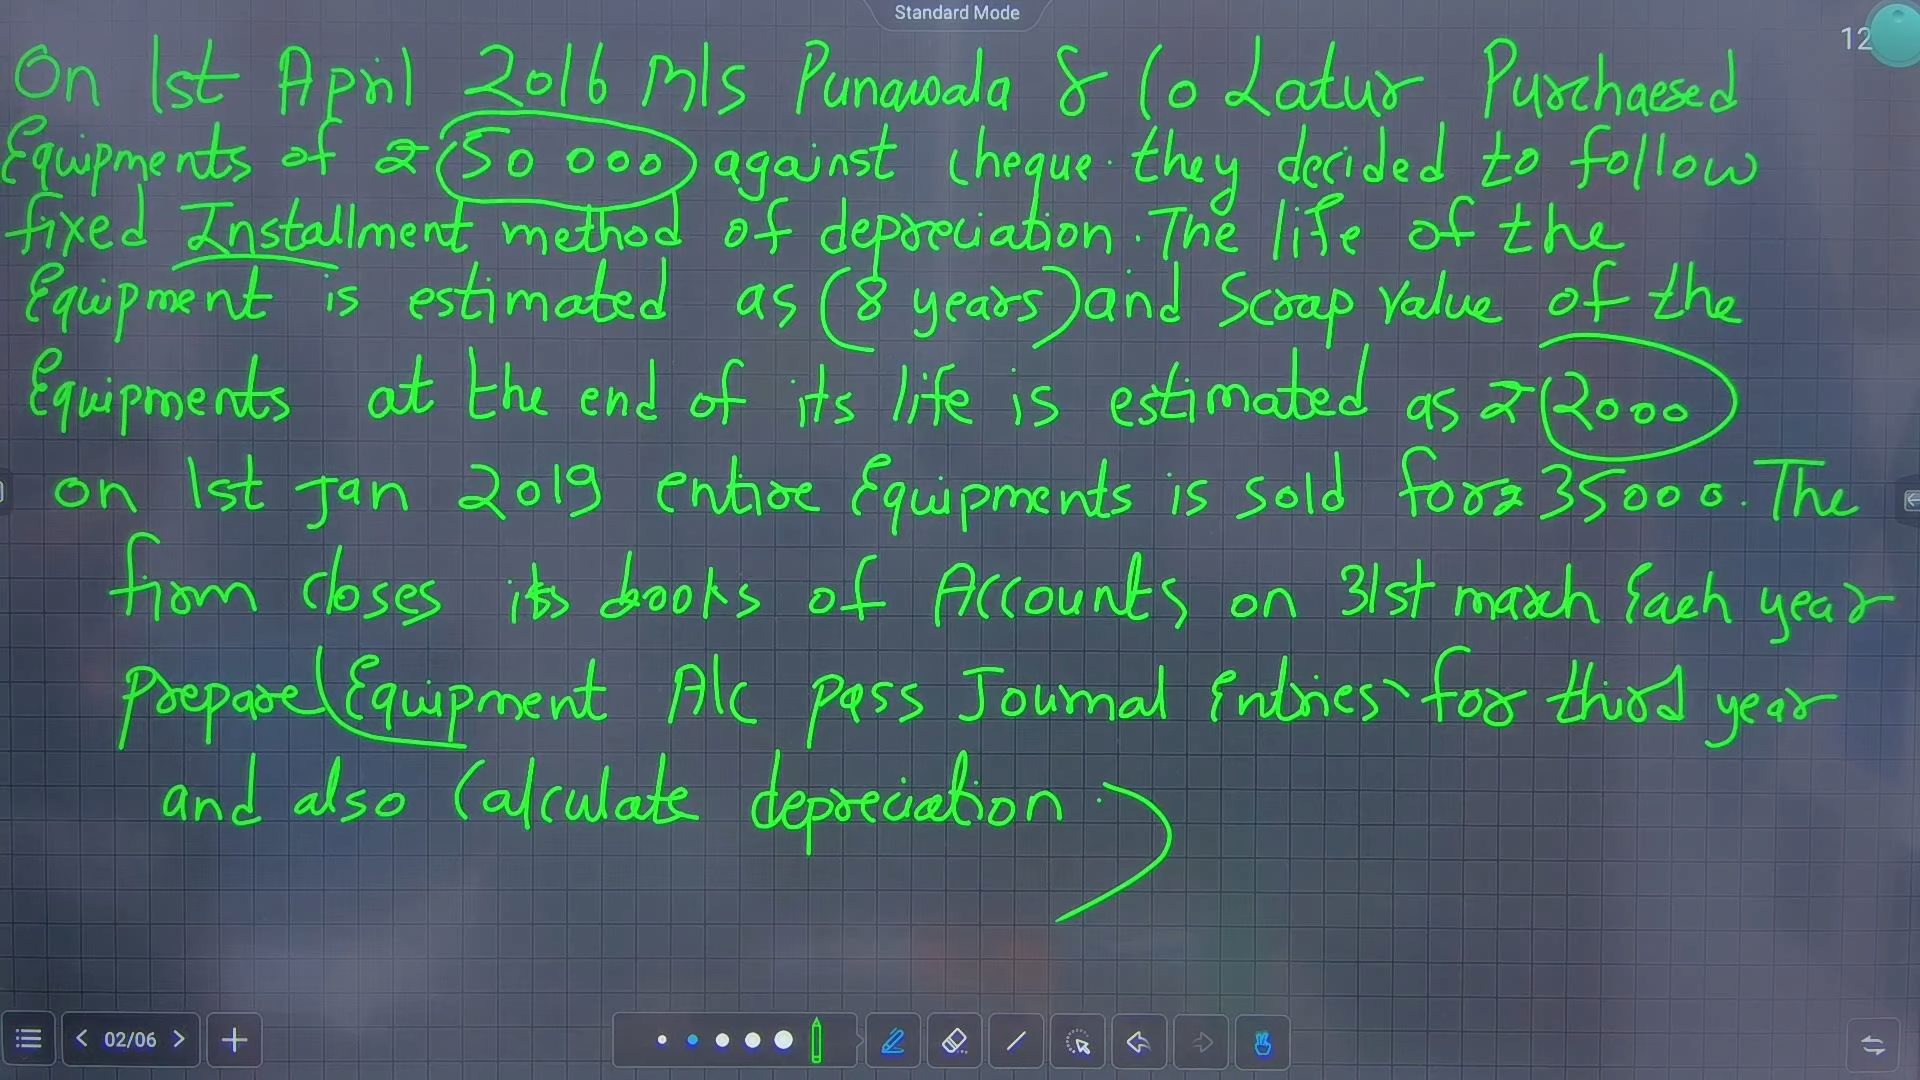 Standard Mode
12
On 1st April 2016 M/s Punawala & Co Latur Purchaesed
Equipments of ₹ 50 000 against cheque. they decided to follow
fixed Installment method of depreciation. The life of the
Equipment is estimated as (8 years) and Scrap value of the
Equipments at the end of its life is estimated as ₹ 2000
on 1st Jan 2019 entire Equipments is sold for ₹ 35000. The
firm closes its books of Accounts on 31st march Each year
prepare Equipment A/c pass Journal Entries for third year
and also Calculate depreciation.
02/06